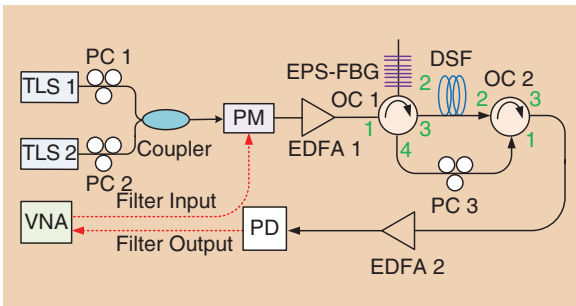 PC 1
TLS 1
TLS 2
PC 2
Coupler
PM
EDFA 1
EPS-FBG
OC 1
1
2
3
4
DSF
OC 2
2
3
1
PC 3
Filter Input
Filter Output
VNA
PD
EDFA 2